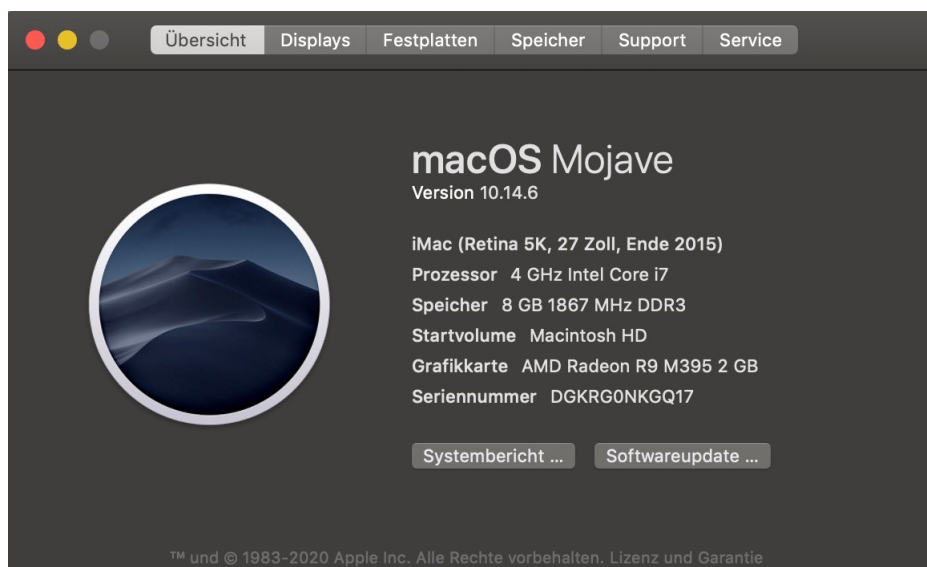 Übersicht Displays Festplatten Speicher Support Service
macOS Mojave
Version 10.14.6
iMac (Retina 5K, 27 Zoll, Ende 2015)
Prozessor 4 GHz Intel Core i7
Speicher 8 GB 1867 MHz DDR3
Startvolume Macintosh HD
Grafikkarte AMD Radeon R9 M395 2 GB
Seriennummer DGKRG0NKGQ17
Systembericht ... Softwareupdate ...
™ und © 1983-2020 Apple Inc. Alle Rechte vorbehalten. Lizenz und Garantie